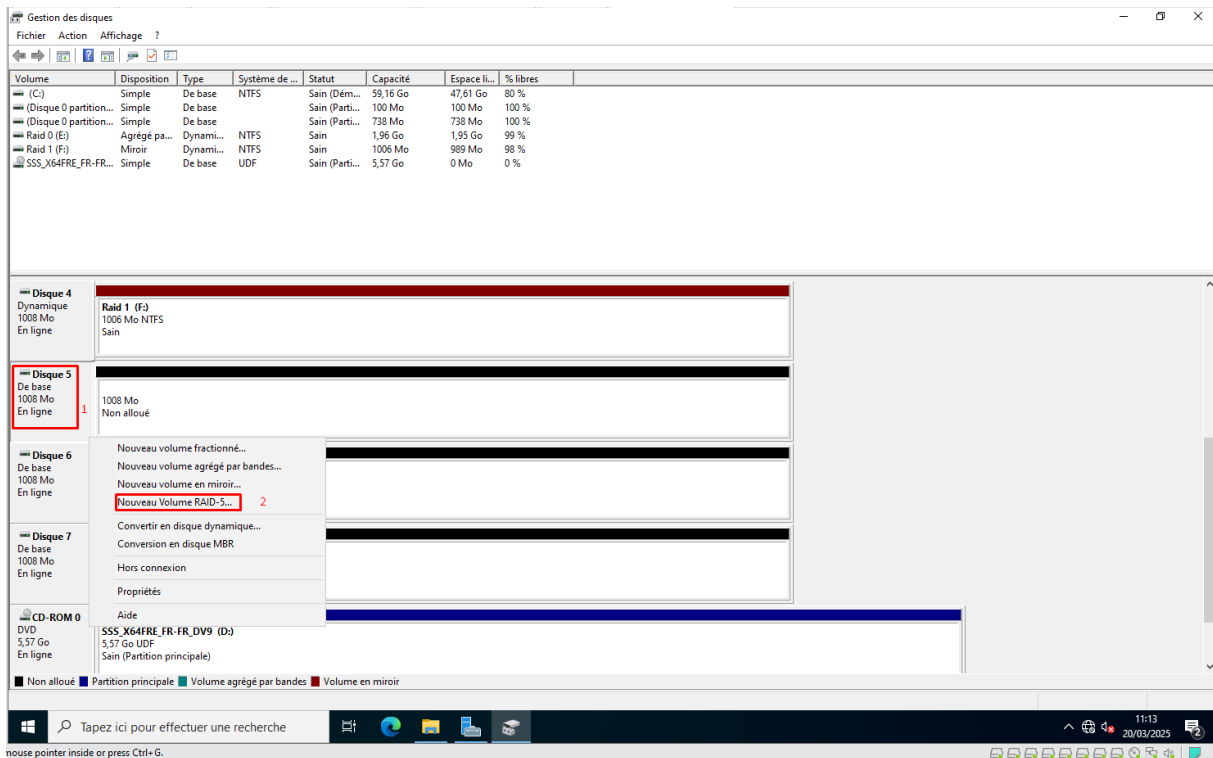 Gestion des disques
Fichier Action Affichage ?
Volume Disposition Type Système de ... Statut Capacité Espace li... % libres
(C:) Simple De base NTFS Sain (Dém... 59,16 Go 47,61 Go 80 %
(Disque 0 partition... Simple De base Sain (Parti... 100 Mo 100 Mo 100 %
(Disque 0 partition... Simple De base Sain (Parti... 738 Mo 738 Mo 100 %
Raid 0 (E:) Agrégé pa... Dynami... NTFS Sain 1,96 Go 1,95 Go 99 %
Raid 1 (F:) Miroir Dynami... NTFS Sain 1006 Mo 989 Mo 98 %
SSS_X64FRE_FR-FR... Simple De base UDF Sain (Parti... 5,57 Go 0 Mo 0 %
Disque 4
Dynamique
1008 Mo
En ligne
Raid 1 (F:)
1006 Mo NTFS
Sain
Disque 5
De base
1008 Mo
En ligne
1
1008 Mo
Non alloué
Nouveau volume fractionné...
Nouveau volume agrégé par bandes...
Nouveau volume en miroir...
Nouveau Volume RAID-5...
2
Convertir en disque dynamique...
Conversion en disque MBR
Hors connexion
Propriétés
Aide
Disque 6
De base
1008 Mo
En ligne
Disque 7
De base
1008 Mo
En ligne
CD-ROM 0
DVD
5,57 Go
En ligne
SSS_X64FRE_FR-FR_DV9 (D:)
5,57 Go UDF
Sain (Partition principale)
Non alloué Partition principale Volume agrégé par bandes Volume en miroir
Tapez ici pour effectuer une recherche
11:13
20/03/2025
2
mouse pointer inside or press Ctrl+G.